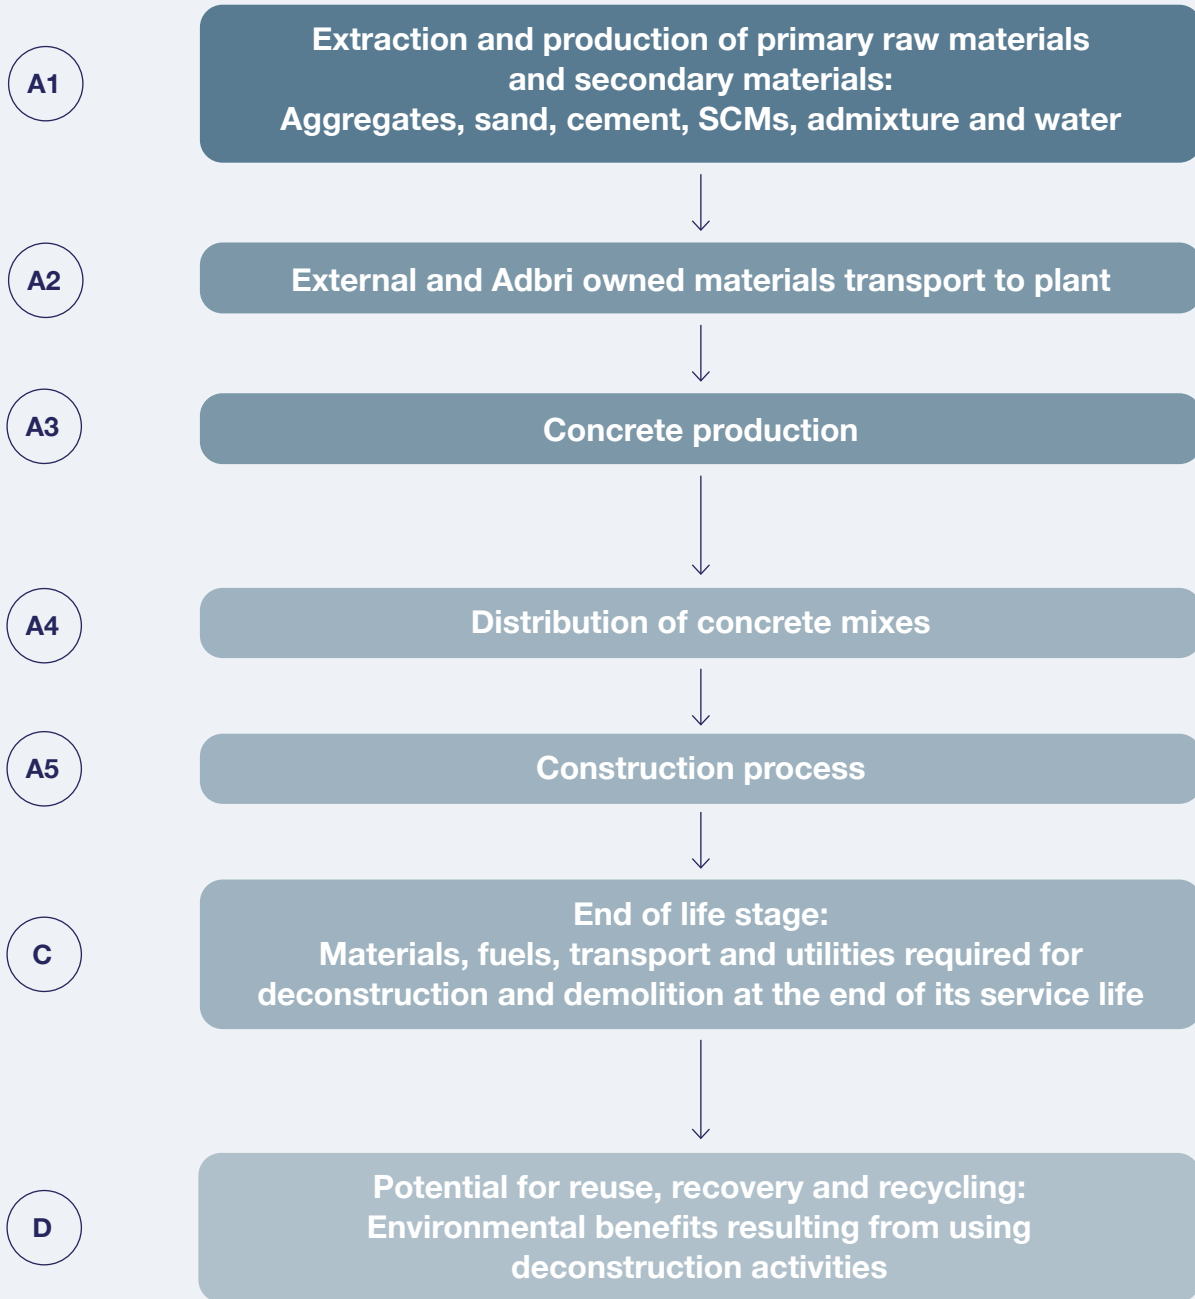 A1
Extraction and production of primary raw materials
and secondary materials:
Aggregates, sand, cement, SCMs, admixture and water
A2
External and Adbri owned materials transport to plant
A3
Concrete production
A4
Distribution of concrete mixes
A5
Construction process
C
End of life stage:
Materials, fuels, transport and utilities required for
deconstruction and demolition at the end of its service life
D
Potential for reuse, recovery and recycling:
Environmental benefits resulting from using
deconstruction activities